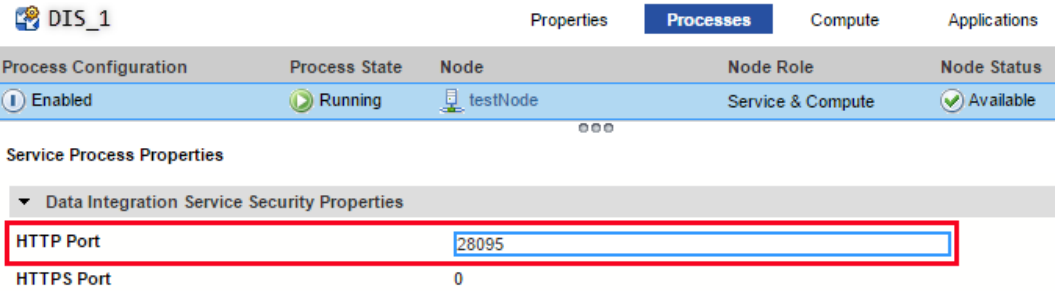 DIS_1 Properties Processes Compute Applications
Process Configuration Process State Node Node Role Node Status
Enabled Running testNode Service & Compute Available
Service Process Properties
Data Integration Service Security Properties
HTTP Port 28095
HTTPS Port 0